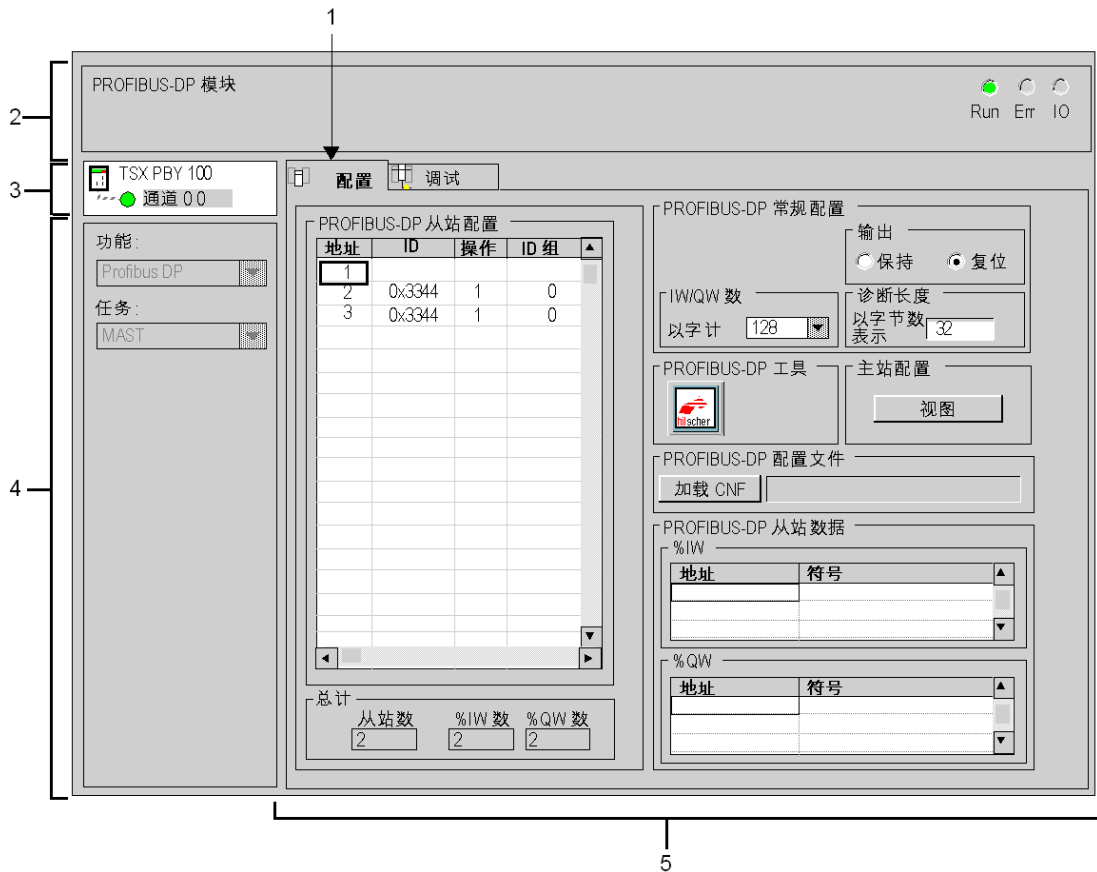 1
2
3
4
5
PROFIBUS-DP 模块
Run Err IO
TSX PBY 100
通道 0 0
配置
调试
功能:
Profibus DP
任务:
MAST
PROFIBUS-DP 从站配置
地址 ID 操作 ID 组
1
2 0x3344 1 0
3 0x3344 1 0
总计
从站数 %IW 数 %QW 数
2 2 2
PROFIBUS-DP 常规配置
输出
保持 复位
IW/QW 数
以字计 128
诊断长度
以字节数
表示 32
PROFIBUS-DP 工具
hilscher
主站配置
视图
PROFIBUS-DP 配置文件
加载 CNF
PROFIBUS-DP 从站数据
%IW
地址 符号
%QW
地址 符号